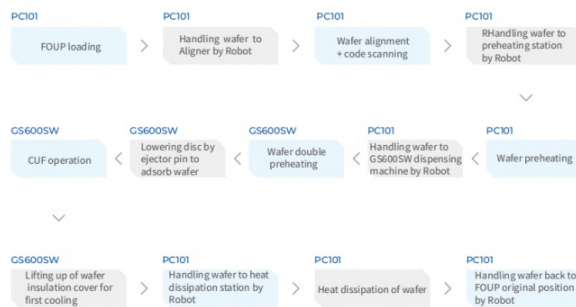 PC101
FOUP loading
PC101
Handling wafer to
Aligner by Robot
PC101
Wafer alignment
+ code scanning
PC101
RHandling wafer to
preheating station
by Robot
GS600SW
CUF operation
GS600SW
Lowering disc by
ejector pin to
adsorb wafer
GS600SW
Wafer double
preheating
PC101
Handling wafer to
GS600SW dispensing
machine by Robot
PC101
Wafer preheating
GS600SW
Lifting up of wafer
insulation cover for
first cooling
PC101
Handling wafer to heat
dissipation station by
Robot
PC101
Heat dissipation of wafer
PC101
Handling wafer back to
FOUP original position
by Robot